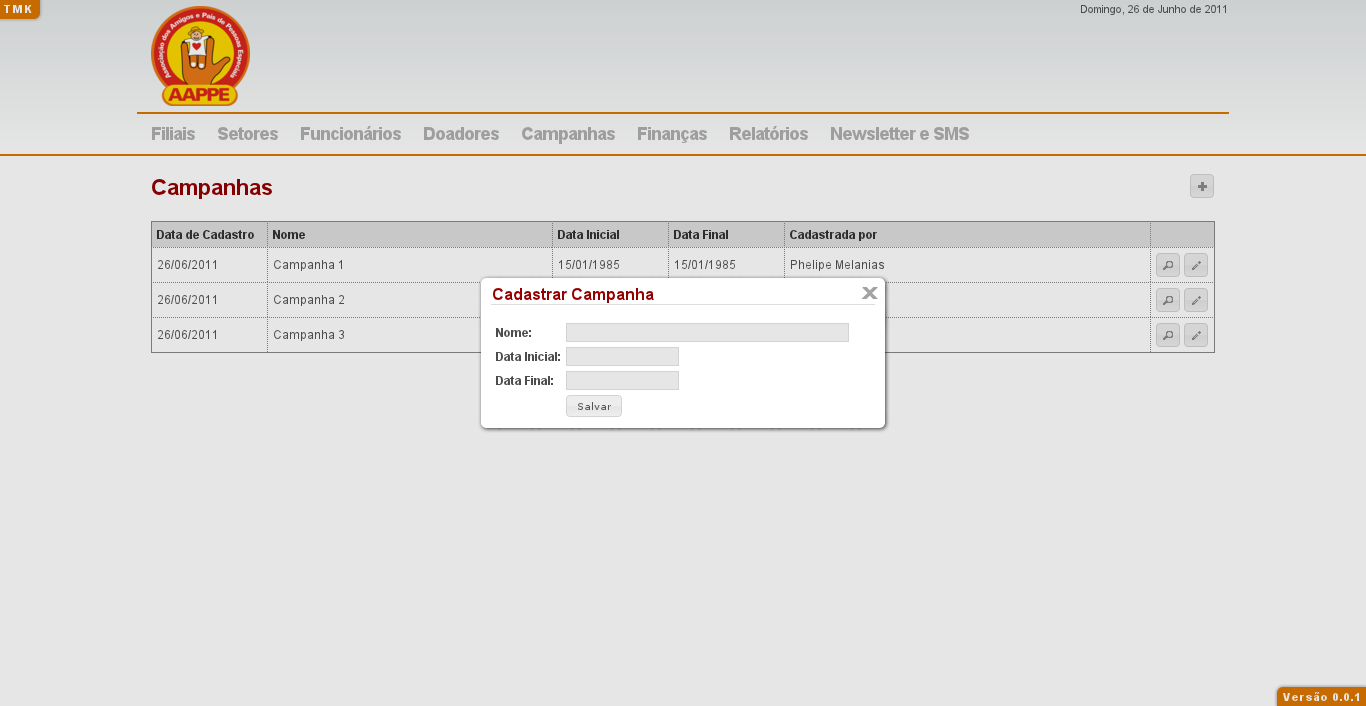 TMK
Domingo, 26 de Junho de 2011
Associação dos Amigos e Pais de Pessoas Especiais
AAPPE
Filiais Setores Funcionários Doadores Campanhas Finanças Relatórios Newsletter e SMS
Campanhas
Data de Cadastro Nome Data Inicial Data Final Cadastrada por
26/06/2011 Campanha 1 15/01/1985 15/01/1985 Phelipe Melanias
26/06/2011 Campanha 2
26/06/2011 Campanha 3
Cadastrar Campanha
Nome:
Data Inicial:
Data Final:
Salvar
Versão 0.0.1